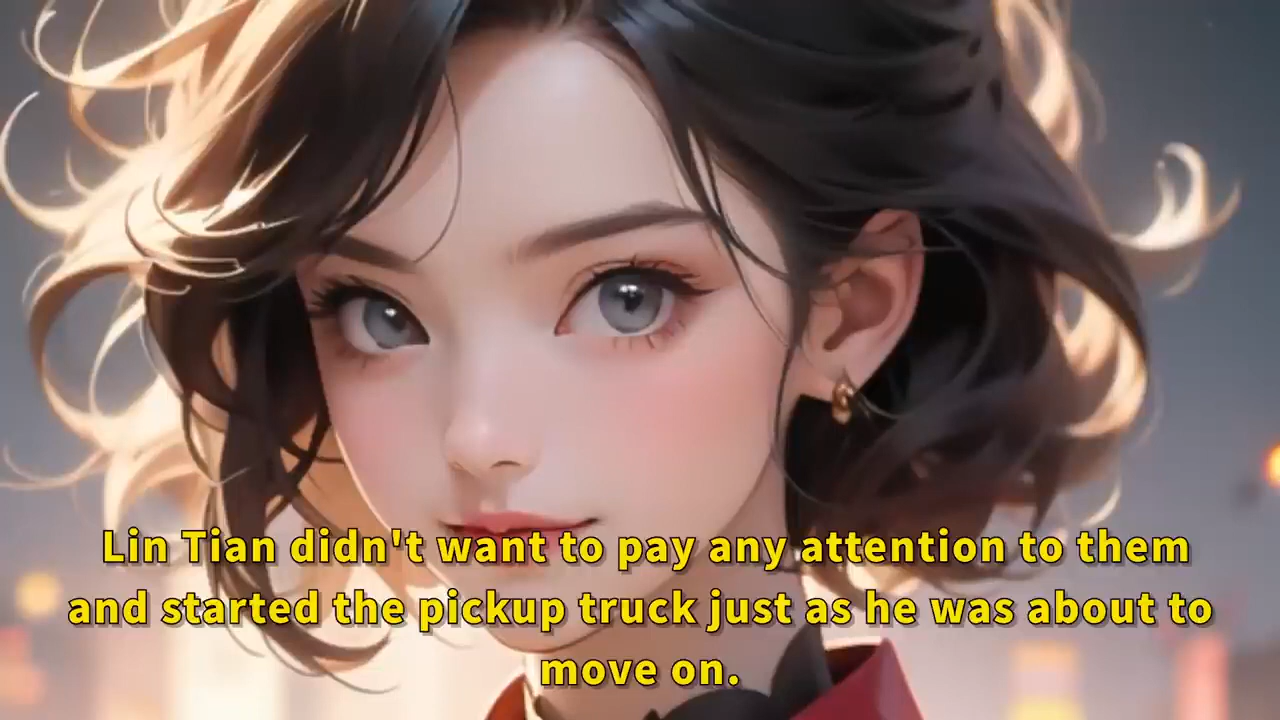 Lin Tian didn't want to pay any attention to them
and started the pickup truck just as he was about to
move on.